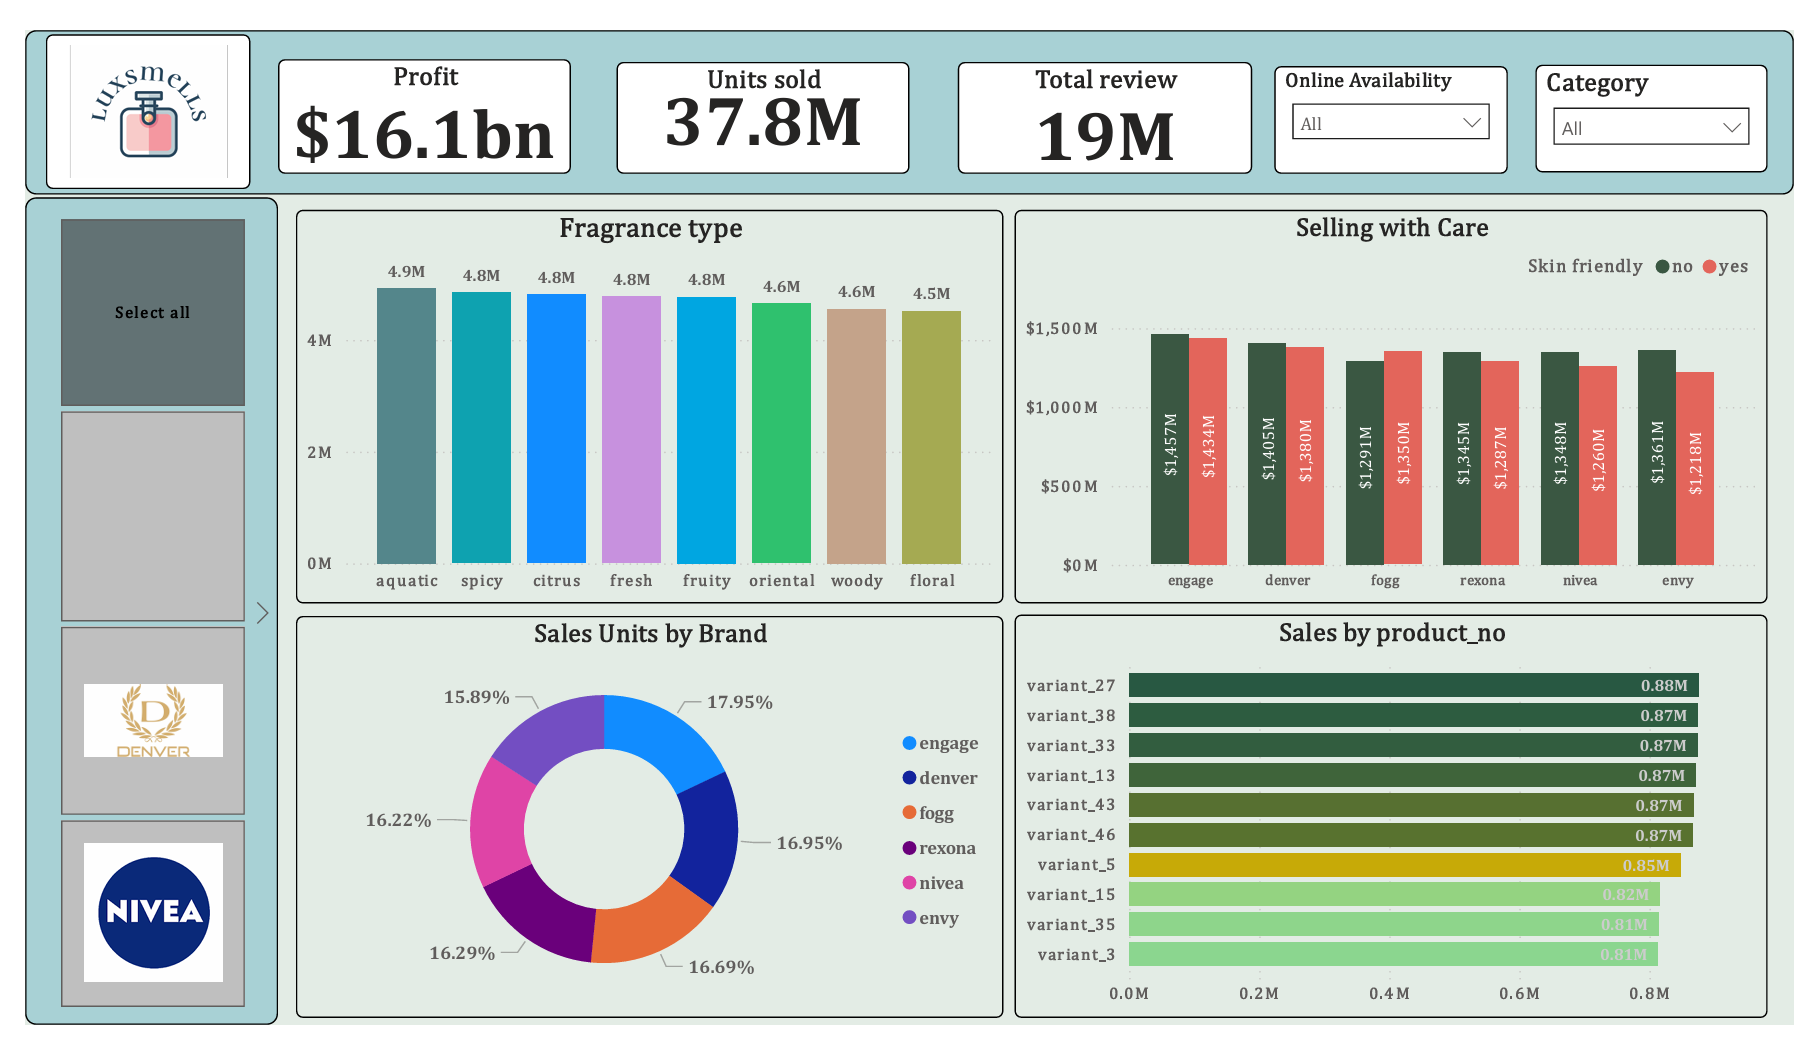 LUXSMELLS
Profit
$16.1bn
Units sold
37.8M
Total review
19M
Online Availability
All
Category
All
Select all
DENVER
D
NIVEA
Fragrance type
4.9M 4.8M 4.8M 4.8M 4.8M 4.6M 4.6M 4.5M
4M
2M
0M
aquatic spicy citrus fresh fruity oriental woody floral
Selling with Care
Skin friendly no yes
$1,500M
$1,000M
$500M
$0M
$1,457M $1,434M $1,405M $1,380M $1,291M $1,350M $1,345M $1,287M $1,348M $1,260M $1,361M $1,218M
engage denver fogg rexona nivea envy
Sales Units by Brand
15.89%
17.95%
16.22%
16.95%
16.29%
16.69%
engage
denver
fogg
rexona
nivea
envy
Sales by product_no
variant_27 0.88M
variant_38 0.87M
variant_33 0.87M
variant_13 0.87M
variant_43 0.87M
variant_46 0.87M
variant_5 0.85M
variant_15 0.82M
variant_35 0.81M
variant_3 0.81M
0.0M 0.2M 0.4M 0.6M 0.8M